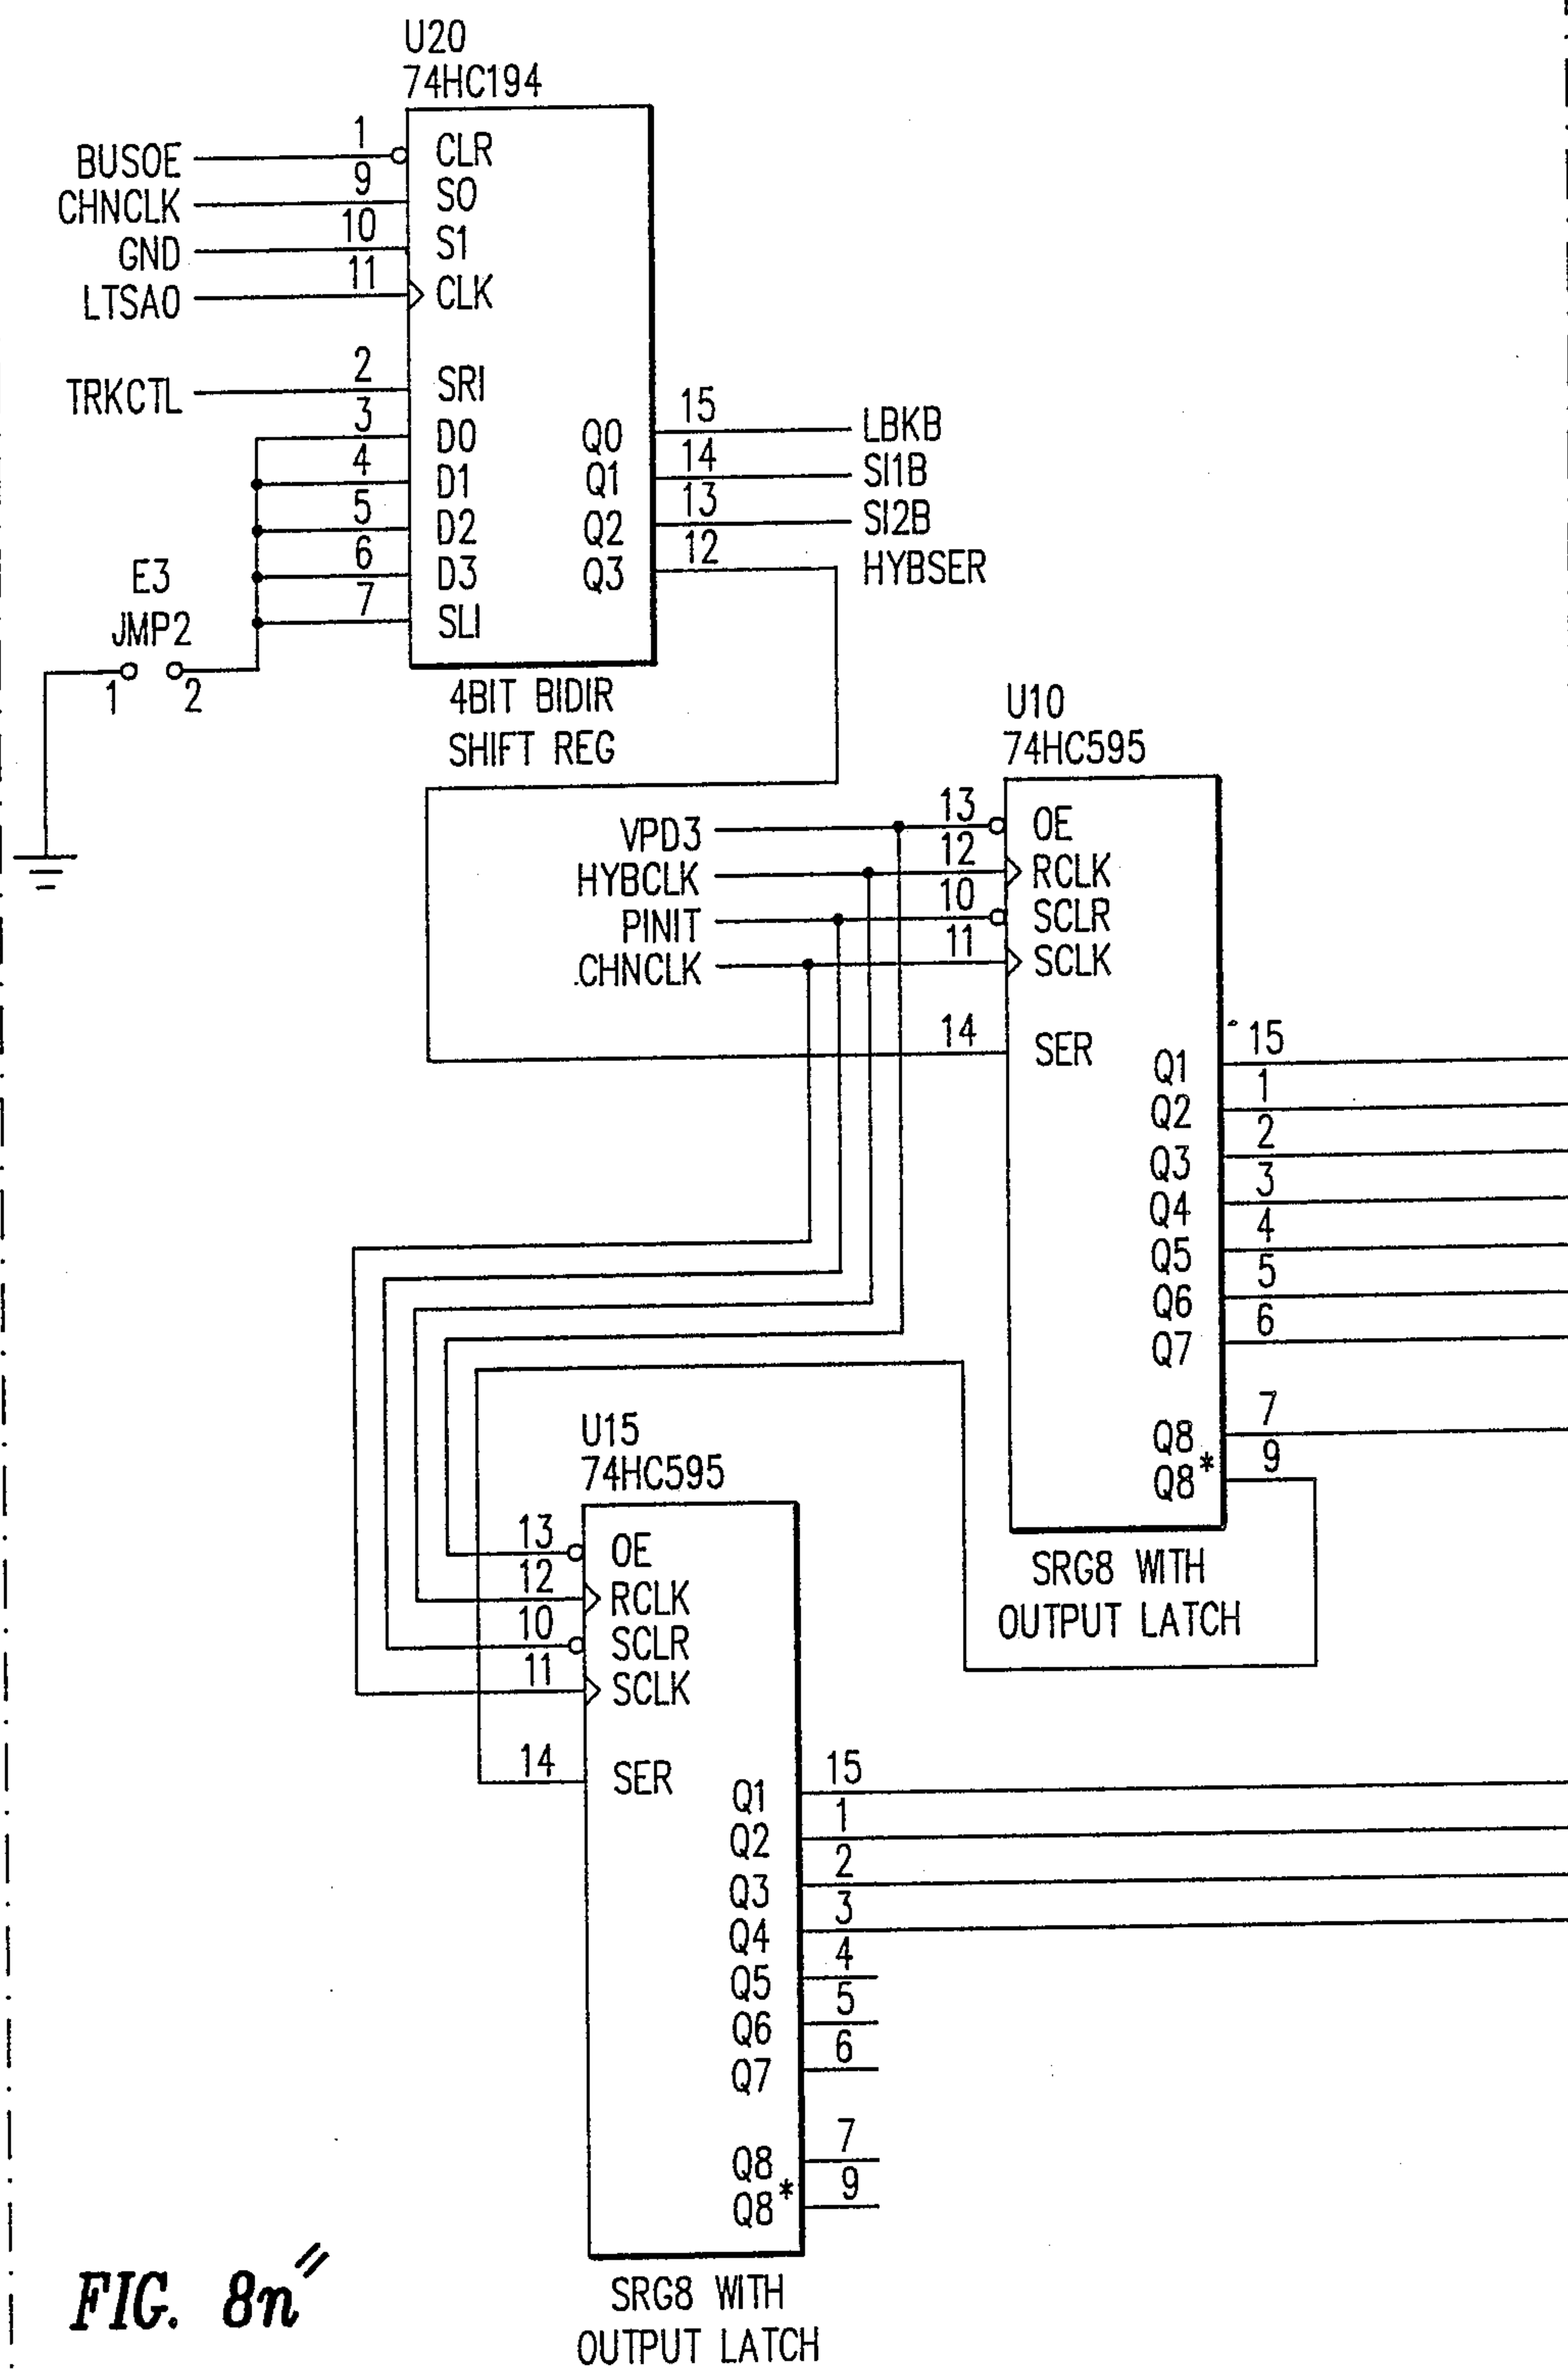 U20
74HC194
BUSOE 1 CLR
CHNCLK 9 S0
GND 10 S1
LTSA0 11 CLK
TRKCTL 2 SRI
3 D0 Q0 15 LBKB
4 D1 Q1 14 SI1B
5 D2 Q2 13 SI2B
6 D3 Q3 12 HYBSER
7 SLI
E3
JMP2
1 2
4BIT BIDIR
SHIFT REG
U10
74HC595
VPD3 13 OE
HYBCLK 12 RCLK
PINIT 10 SCLR
CHNCLK 11 SCLK
14 SER
Q1 15
Q2 1
Q3 2
Q4 3
Q5 4
Q6 5
Q7 6
Q8 7
Q8* 9
SRG8 WITH
OUTPUT LATCH
U15
74HC595
13 OE
12 RCLK
10 SCLR
11 SCLK
14 SER
Q1 15
Q2 1
Q3 2
Q4 3
Q5 4
Q6 5
Q7 6
Q8 7
Q8* 9
SRG8 WITH
OUTPUT LATCH
FIG. 8n"